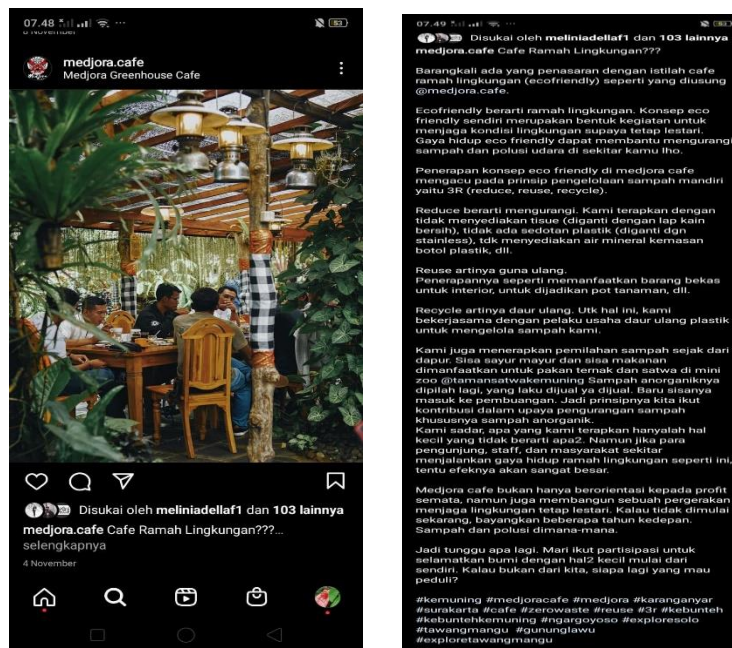 07.48
53
8 November
medjora.cafe
Medjora Greenhouse Cafe
Disukai oleh meliniadellaf1 dan 103 lainnya
medjora.cafe Cafe Ramah Lingkungan???...
selengkapnya
4 November
07.49
53
Disukai oleh meliniadellaf1 dan 103 lainnya
medjora.cafe Cafe Ramah Lingkungan???
Barangkali ada yang penasaran dengan istilah cafe
ramah lingkungan (ecofriendly) seperti yang diusung
@medjora.cafe.
Ecofriendly berarti ramah lingkungan. Konsep eco
friendly sendiri merupakan bentuk kegiatan untuk
menjaga kondisi lingkungan supaya tetap lestari.
Gaya hidup eco friendly dapat membantu mengurangi
sampah dan polusi udara di sekitar kamu lho.
Penerapan konsep eco friendly di medjora cafe
mengacu pada prinsip pengelolaan sampah mandiri
yaitu 3R (reduce, reuse, recycle).
Reduce berarti mengurangi. Kami terapkan dengan
tidak menyediakan tisue (diganti dengan lap kain
bersih), tidak ada sedotan plastik (diganti dgn
stainless), tdk menyediakan air mineral kemasan
botol plastik, dll.
Reuse artinya guna ulang.
Penerapannya seperti memanfaatkan barang bekas
untuk interior, untuk dijadikan pot tanaman, dll.
Recycle artinya daur ulang. Utk hal ini, kami
bekerjasama dengan pelaku usaha daur ulang plastik
untuk mengelola sampah kami.
Kami juga menerapkan pemilahan sampah sejak dari
dapur. Sisa sayur mayur dan sisa makanan
dimanfaatkan untuk pakan ternak dan satwa di mini
zoo @tamansatwakemuning Sampah anorganiknya
dipilah lagi, yang laku dijual ya dijual. Baru sisanya
masuk ke pembuangan. Jadi prinsipnya kita ikut
kontribusi dalam upaya pengurangan sampah
khususnya sampah anorganik.
Kami sadar, apa yang kami terapkan hanyalah hal
kecil yang tidak berarti apa2. Namun jika para
pengunjung, staff, dan masyarakat sekitar
menjalankan gaya hidup ramah lingkungan seperti ini,
tentu efeknya akan sangat besar.
Medjora cafe bukan hanya berorientasi kepada profit
semata, namun juga membangun sebuah pergerakan
menjaga lingkungan tetap lestari. Kalau tidak dimulai
sekarang, bayangkan beberapa tahun kedepan.
Sampah dan polusi dimana-mana.
Jadi tunggu apa lagi. Mari ikut partisipasi untuk
selamatkan bumi dengan hal2 kecil mulai dari
sendiri. Kalau bukan dari kita, siapa lagi yang mau
peduli?
#kemuning #medjoracafe #medjora #karanganyar
#surakarta #cafe #zerowaste #reuse #3r #kebunteh
#kebuntehkemuning #ngargoyoso #exploresolo
#tawangmangu #gununglawu
#exploretawangmangu